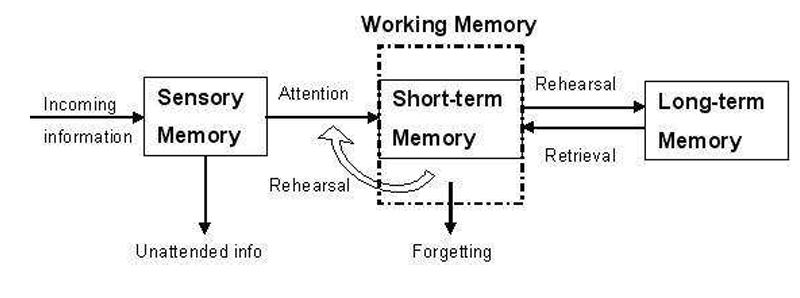 Working Memory
Incoming
information
Sensory
Memory
Attention
Short-term
Memory
Rehearsal
Long-term
Memory
Retrieval
Rehearsal
Unattended info
Forgetting